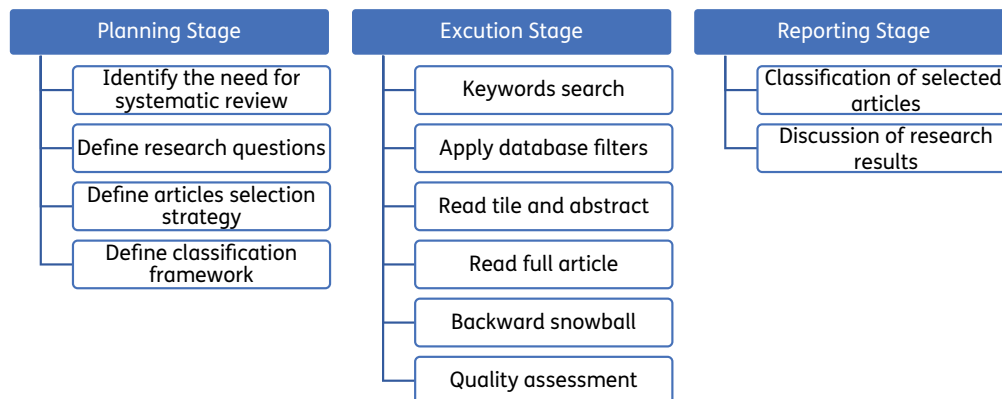 Planning Stage
Identify the need for
systematic review
Define research questions
Define articles selection
strategy
Define classification
framework
Excution Stage
Keywords search
Apply database filters
Read tile and abstract
Read full article
Backward snowball
Quality assessment
Reporting Stage
Classification of selected
articles
Discussion of research
results